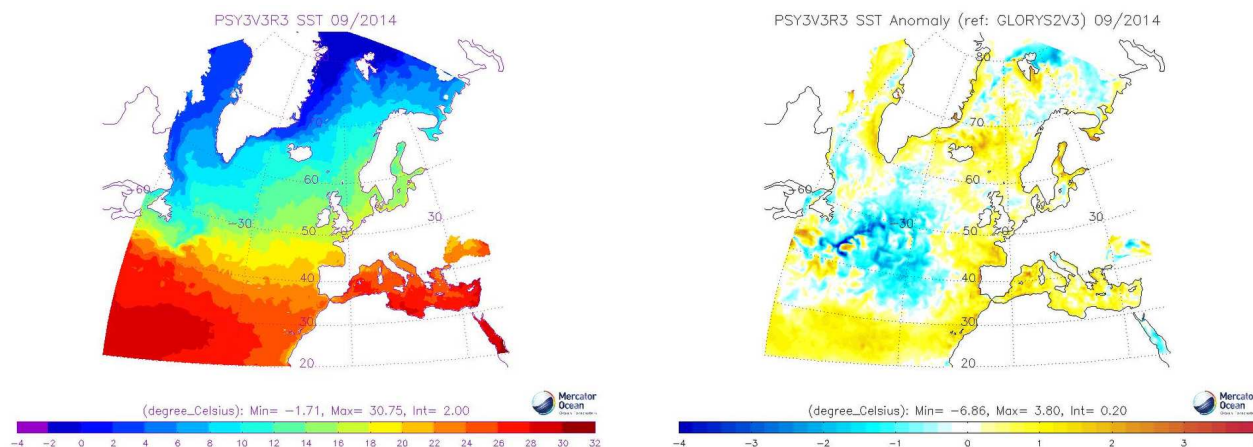 PSY3V3R3 SST 09/2014
80
70
60
-60
-30
50
30
40
30
20
(degree_Celsius): Min= -1.71, Max= 30.75, Int= 2.00
Mercator
Ocean
-4 -2 0 2 4 6 8 10 12 14 16 18 20 22 24 26 28 30 32
PSY3V3R3 SST Anomaly (ref: GLORYS2V3) 09/2014
80
70
60
-60
-30
50
30
40
30
20
(degree_Celsius): Min= -6.86, Max= 3.80, Int= 0.20
Mercator
Ocean
-4 -3 -2 -1 0 1 2 3